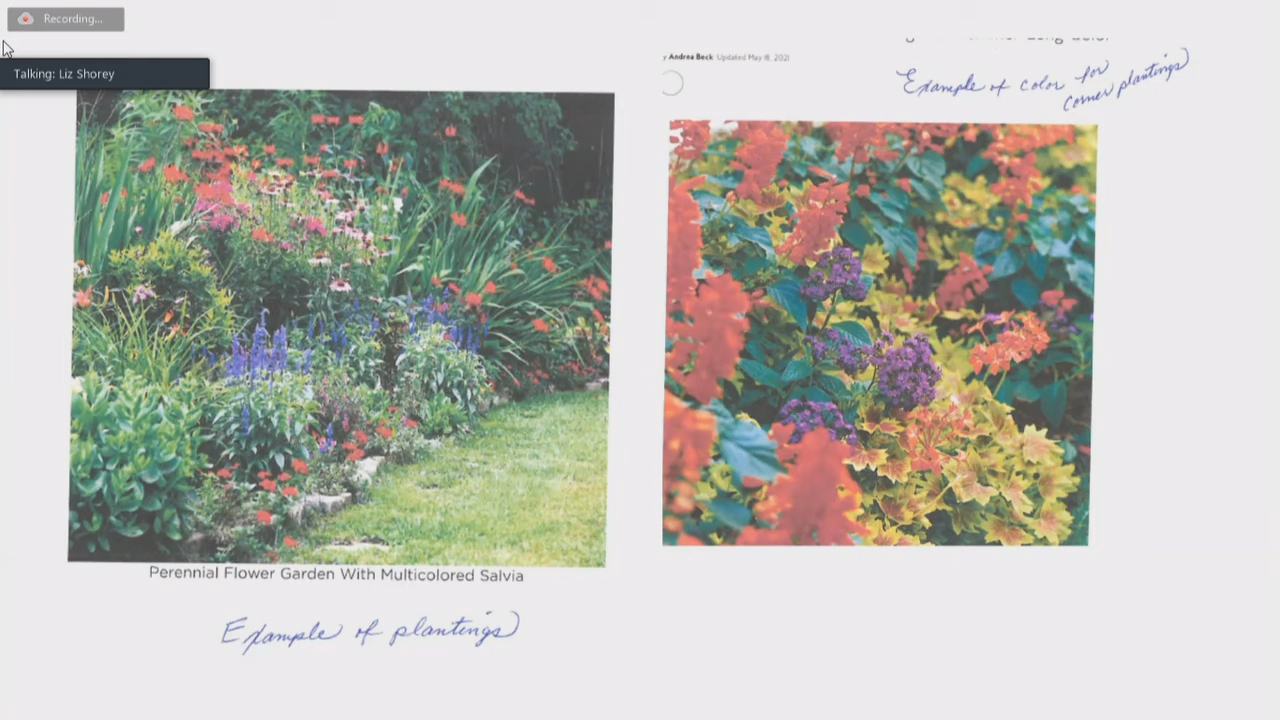 Recording...
Talking: Liz Shorey
y Andrea Beck Updated May 18, 2021
Example of color for
corner plantings
Perennial Flower Garden With Multicolored Salvia
Example of plantings